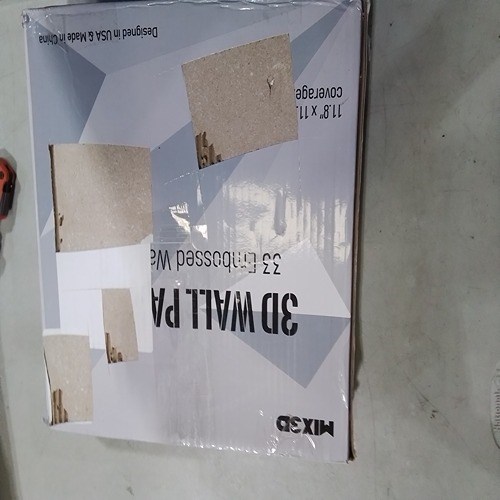 MIX3D
3D WALL PA
33 Embossed Wa
11.8" x 11.
coverage
Designed in USA & Made in China